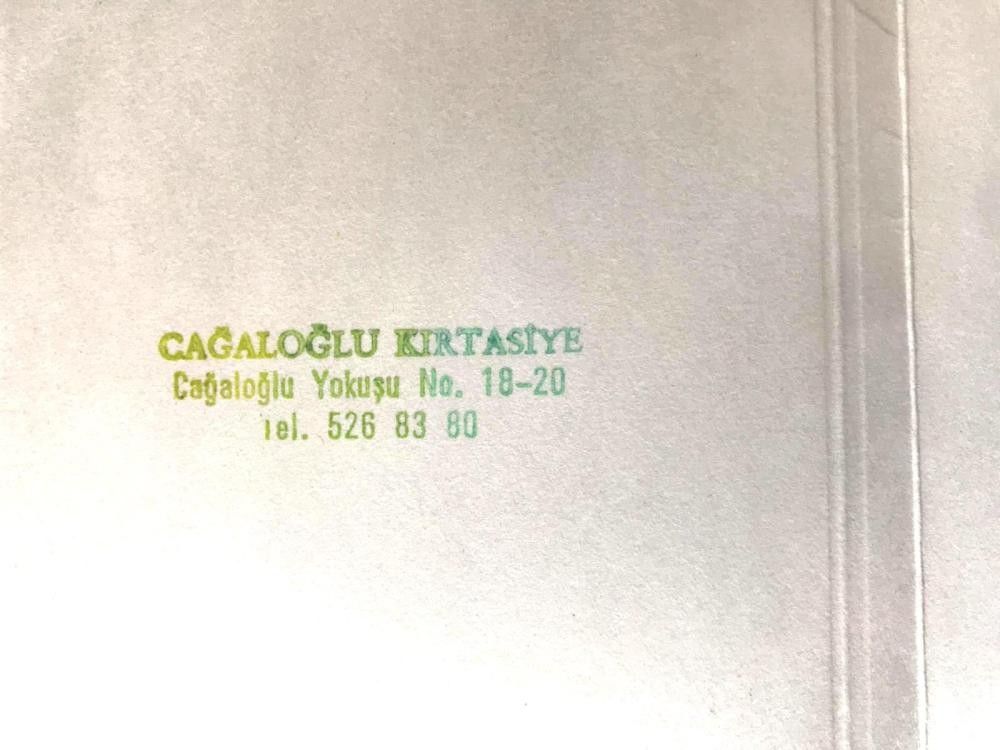 CAĞALOĞLU KIRTASİYE
Cağaloğlu Yokuşu No. 18-20
Tel. 526 83 80